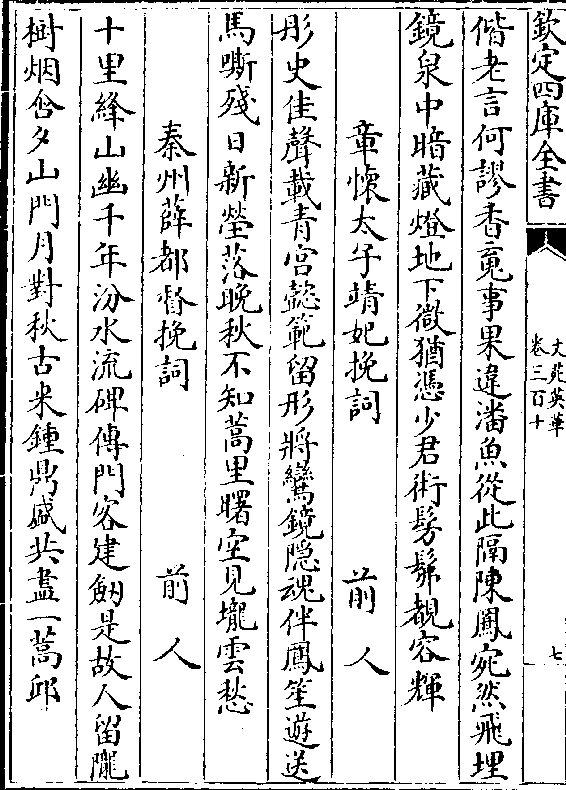 欽定四庫全書
文苑英華
卷三百十
七
偕老言何謬香䰟事果違潘魚從此隔陳鳳宛然飛埋
鏡泉中暗藏燈地下微猶憑少君術髣髴覩容輝
章懷太子靖妃挽詞 前人
彤史佳聲載青宮懿範留形將鸞鏡隠魂伴鳳笙遊送
馬嘶殘日新塋落晚秋不知蒿里曙空見壠雲愁
秦州薛都督挽詞 前人
十里絳山幽千年汾水流碑傳門客建劒是故人留隴
樹烟含夕山門月對秋古來鍾鼎盛共盡一蒿邱